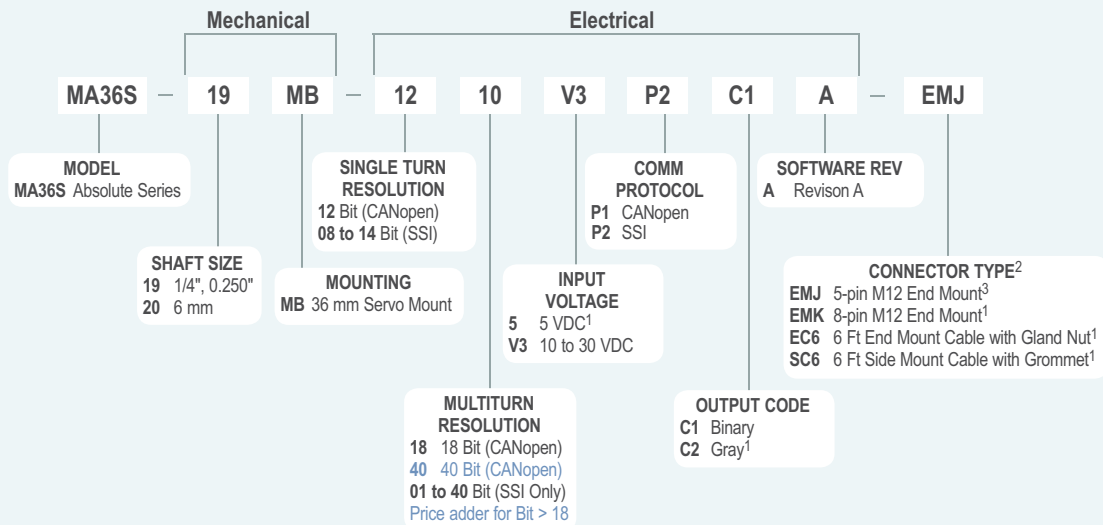 Mechanical
Electrical
MA36S — 19 MB — 12 10 V3 P2 C1 A — EMJ
MODEL
MA36S Absolute Series
SHAFT SIZE
19 1/4", 0.250"
20 6 mm
MOUNTING
MB 36 mm Servo Mount
SINGLE TURN
RESOLUTION
12 Bit (CANopen)
08 to 14 Bit (SSI)
MULTITURN
RESOLUTION
18 18 Bit (CANopen)
40 40 Bit (CANopen)
01 to 40 Bit (SSI Only)
Price adder for Bit > 18
INPUT
VOLTAGE
5 5 VDC1
V3 10 to 30 VDC
COMM
PROTOCOL
P1 CANopen
P2 SSI
OUTPUT CODE
C1 Binary
C2 Gray1
SOFTWARE REV
A Revison A
CONNECTOR TYPE2
EMJ 5-pin M12 End Mount3
EMK 8-pin M12 End Mount1
EC6 6 Ft End Mount Cable with Gland Nut1
SC6 6 Ft Side Mount Cable with Grommet1